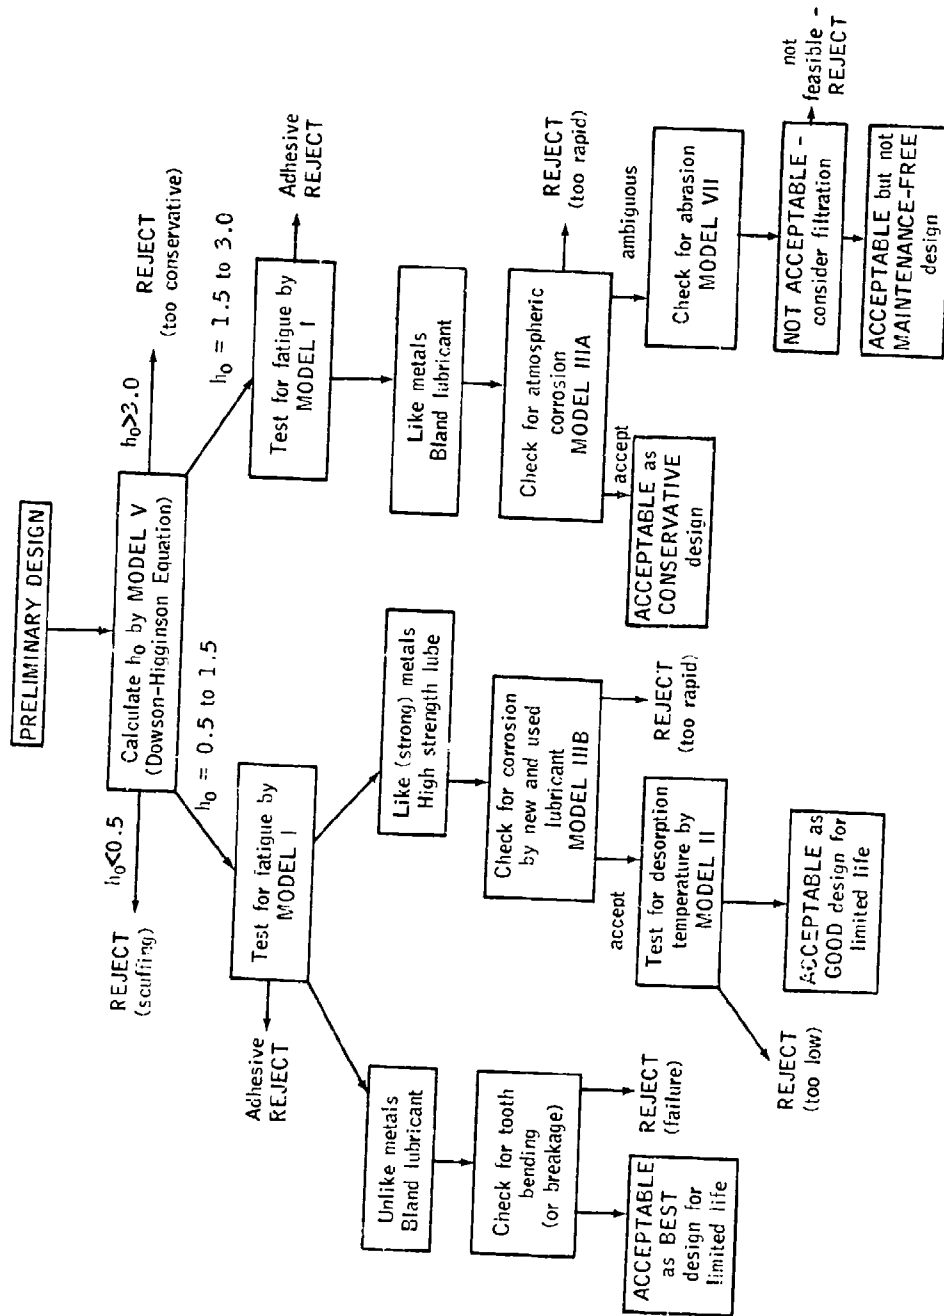 PRELIMINARY DESIGN
Calculate h₀ by MODEL V
(Dowson-Higginson Equation)
h₀<0.5
REJECT
(scuffing)
h₀>3.0
REJECT
(too conservative)
h₀ = 0.5 to 1.5
h₀ = 1.5 to 3.0
Test for fatigue by
MODEL I
Adhesive
REJECT
Test for fatigue by
MODEL I
Adhesive
REJECT
Unlike metals
Bland lubricant
Like (strong) metals
High strength lube
Like metals
Bland lubricant
Check for tooth
bending
(or breakage)
Check for corrosion
by new and used
lubricant
MODEL IIIB
Check for atmospheric
corrosion
MODEL IIIA
REJECT
(too rapid)
ACCEPTABLE
as BEST
design for
limited life
REJECT
(failure)
accept
REJECT
(too rapid)
accept
ambiguous
Test for desorption
temperature by
MODEL II
ACCEPTABLE as
CONSERVATIVE
design
Check for abrasion
MODEL VII
REJECT
(too low)
ACCEPTABLE as
GOOD design for
limited life
NOT ACCEPTABLE -
consider filtration
not
feasible -
REJECT
ACCEPTABLE but not
MAINTENANCE-FREE
design